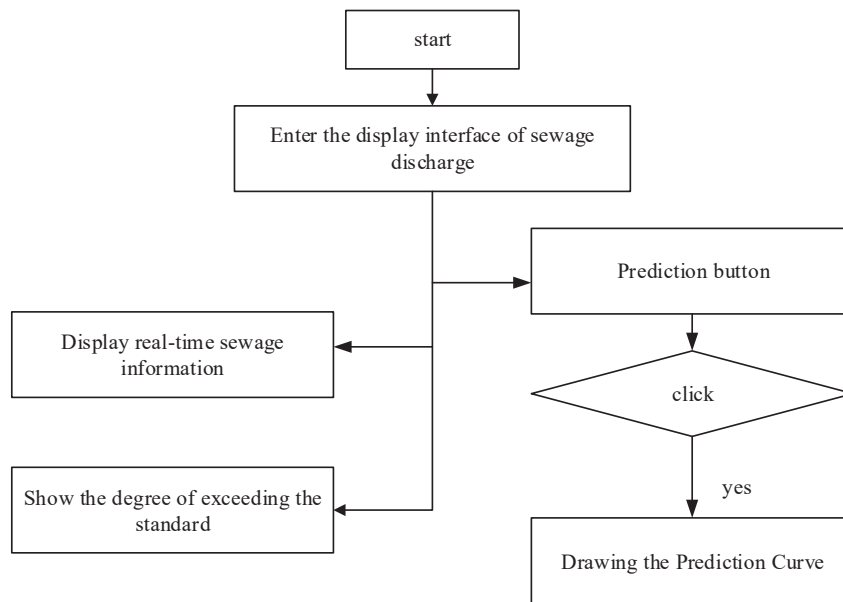 start
Enter the display interface of sewage
discharge
Prediction button
Display real-time sewage
information
click
Show the degree of exceeding the
standard
yes
Drawing the Prediction Curve